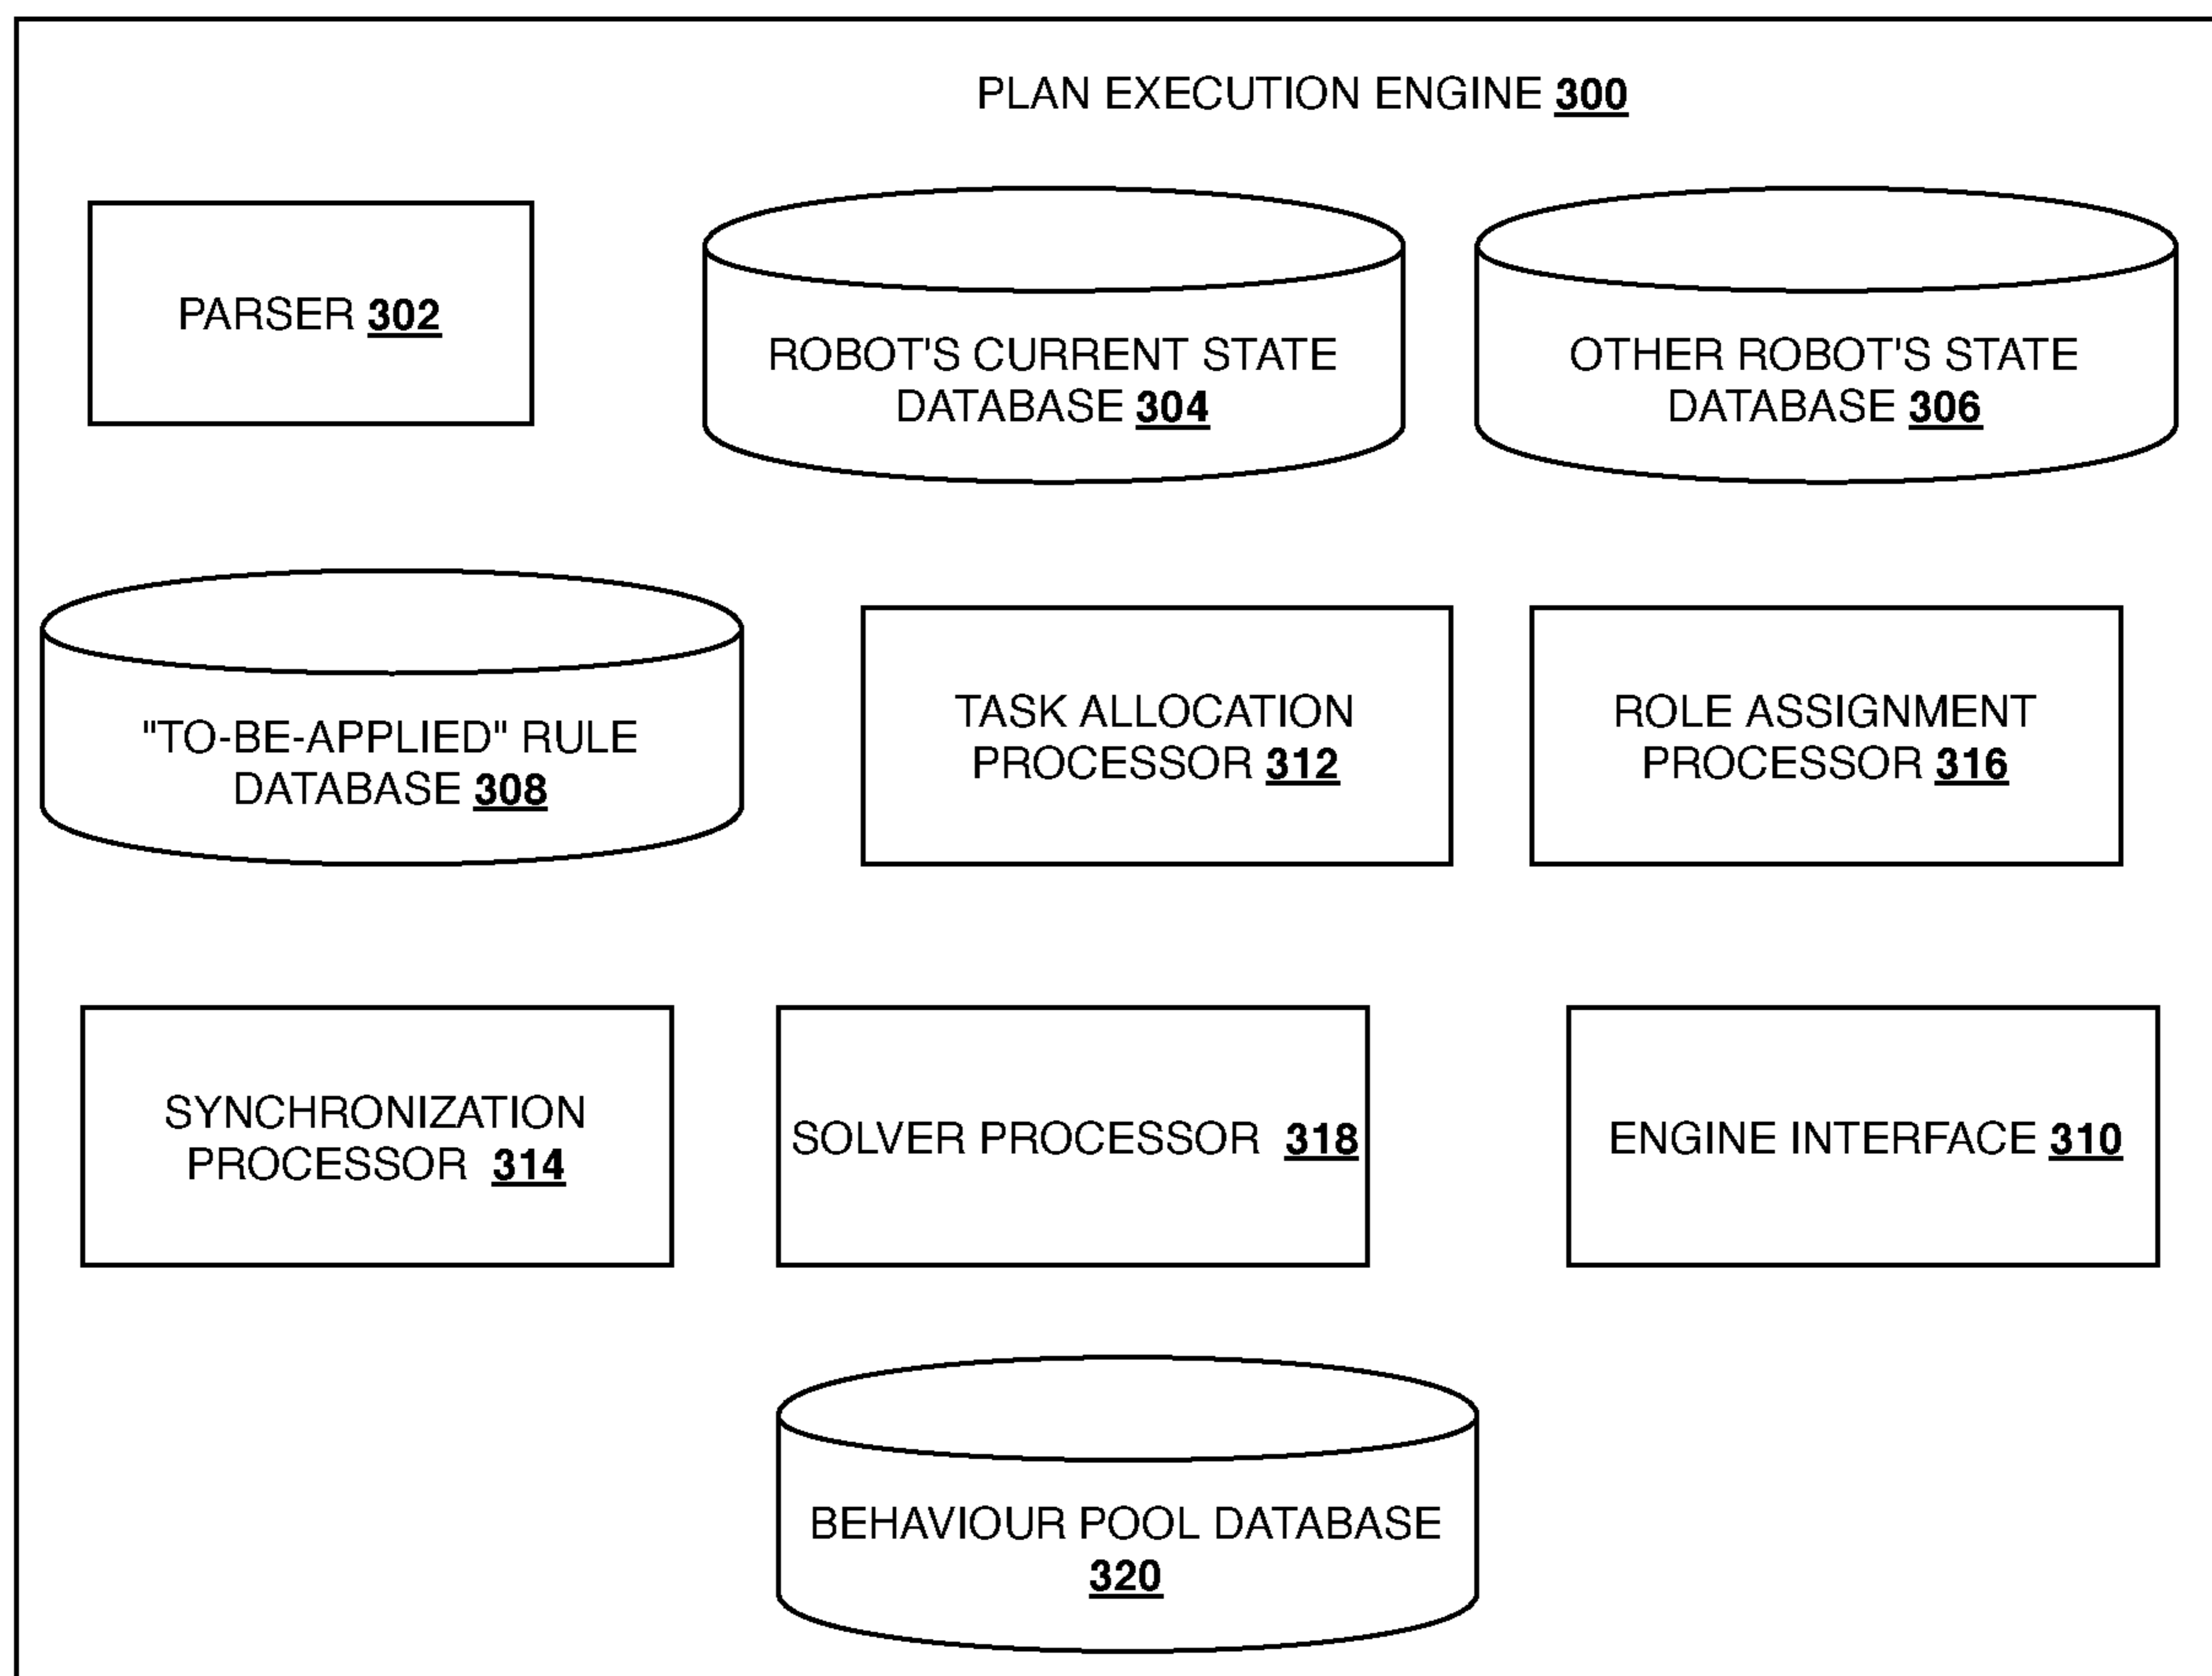 PLAN EXECUTION ENGINE 300
PARSER 302
ROBOT'S CURRENT STATE
DATABASE 304
OTHER ROBOT'S STATE
DATABASE 306
"TO-BE-APPLIED" RULE
DATABASE 308
TASK ALLOCATION
PROCESSOR 312
ROLE ASSIGNMENT
PROCESSOR 316
SYNCHRONIZATION
PROCESSOR 314
SOLVER PROCESSOR 318
ENGINE INTERFACE 310
BEHAVIOUR POOL DATABASE
320